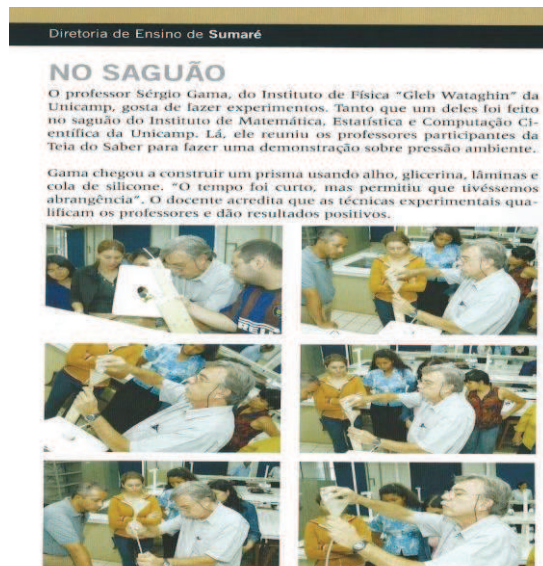 Diretoria de Ensino de Sumaré
NO SAGUÃO
O professor Sérgio Gama, do Instituto de Física "Gleb Wataghin" da
Unicamp, gosta de fazer experimentos. Tanto que um deles foi feito
no saguão do Instituto de Matemática, Estatística e Computação Ci-
entífica da Unicamp. Lá, ele reuniu os professores participantes da
Teia do Saber para fazer uma demonstração sobre pressão ambiente.
Gama chegou a construir um prisma usando alho, glicerina, lâminas e
cola de silicone. "O tempo foi curto, mas permitiu que tivéssemos
abrangência". O docente acredita que as técnicas experimentais qua-
lificam os professores e dão resultados positivos.